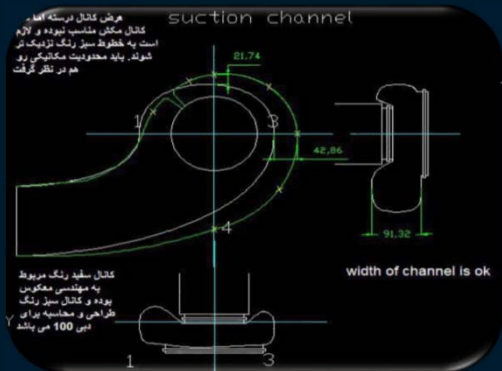 suction channel
عرض کانال درسته اما
کانال مکش مناسب نبوده و لازم
است به خطوط سبز رنگ نزدیک تر
شوند. باید محدودیت مکانیکی رو
هم در نظر گرفت
21.74
1
3
42,86
4
91.32
width of channel is ok
کانال سفید رنگ مربوط
به مهندسی معکوس
بوده و کانال سبز رنگ
طراحی و محاسبه برای
دبی 100 می باشد
Y
1
3